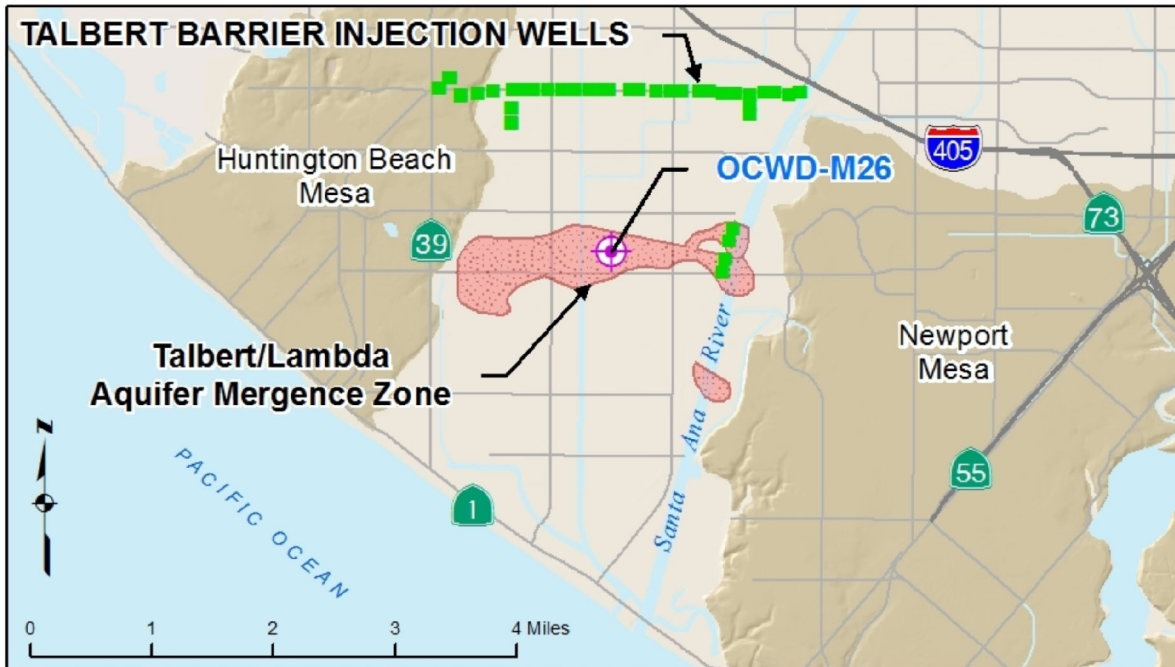 TALBERT BARRIER INJECTION WELLS
405
Huntington Beach
Mesa
OCWD-M26
73
39
Newport
Mesa
Talbert/Lambda
Aquifer Mergence Zone
Santa Ana River
55
PACIFIC OCEAN
1
N
0 1 2 3 4 Miles